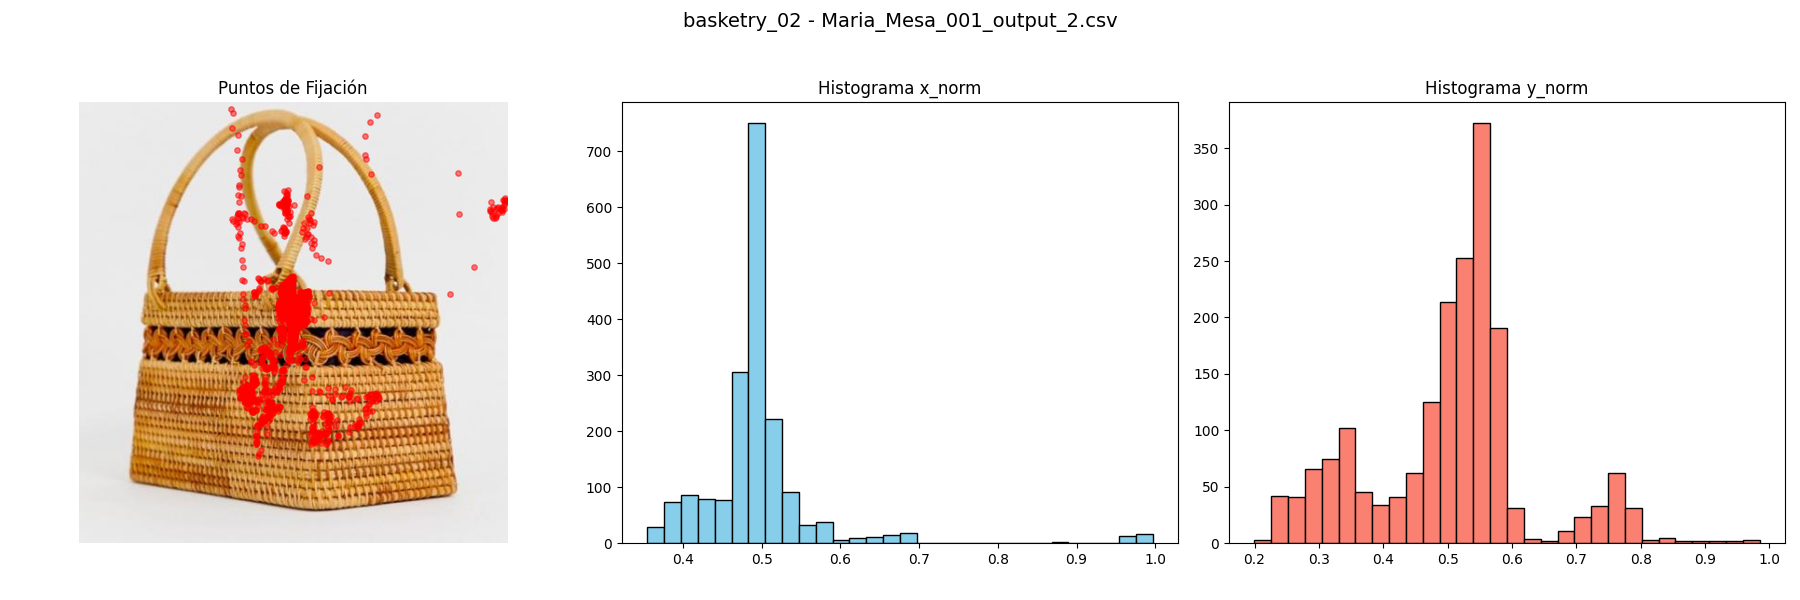 basketry_02 - Maria_Mesa_001_output_2.csv
Puntos de Fijación
Histograma x_norm
700
600
500
400
300
200
100
0
0.4 0.5 0.6 0.7 0.8 0.9 1.0
Histograma y_norm
350
300
250
200
150
100
50
0
0.2 0.3 0.4 0.5 0.6 0.7 0.8 0.9 1.0